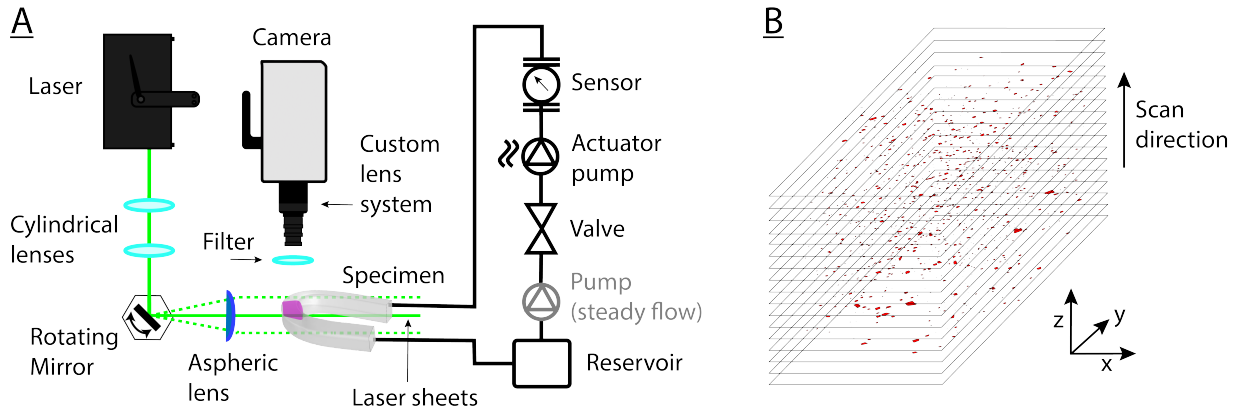 A
Laser
Camera
Custom
lens
system
Cylindrical
lenses
Filter
Specimen
Rotating
Mirror
Aspheric
lens
Laser sheets
Sensor
Actuator
pump
Valve
Pump
(steady flow)
Reservoir
B
Scan
direction
z
y
x